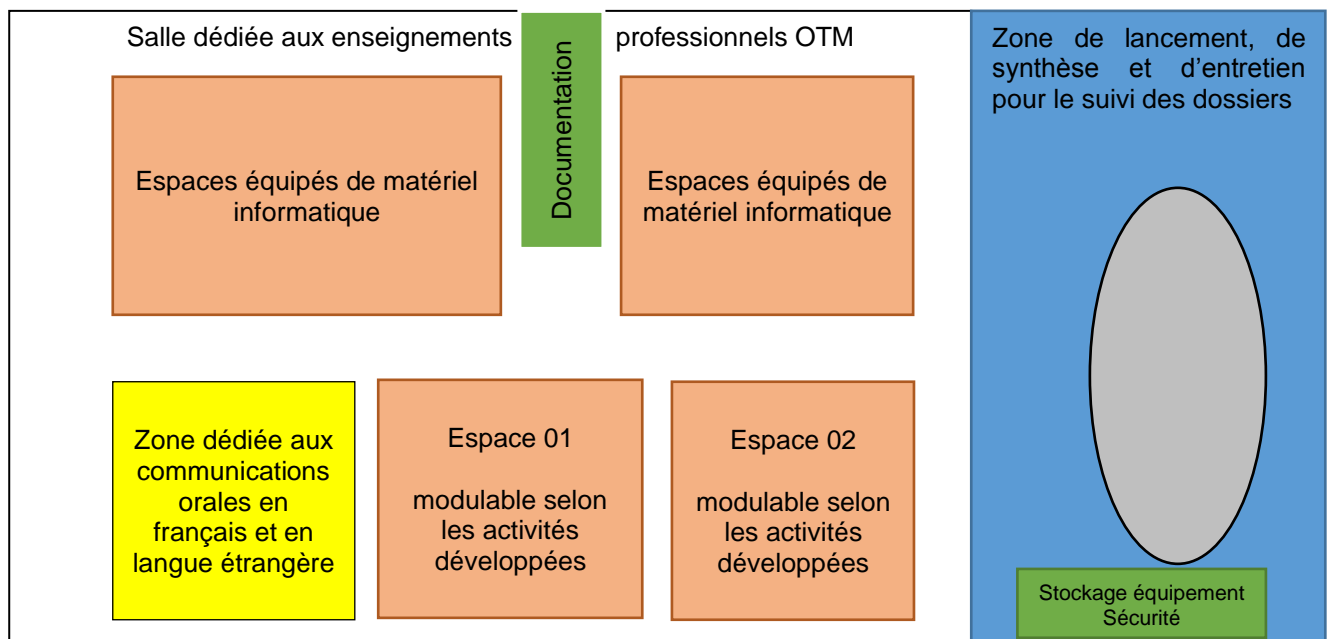 Salle dédiée aux enseignements professionnels OTM
Documentation
Zone de lancement, de
synthèse et d’entretien
pour le suivi des dossiers
Espaces équipés de matériel
informatique
Espaces équipés de
matériel informatique
Zone dédiée aux
communications
orales en
français et en
langue étrangère
Espace 01
modulable selon
les activités
développées
Espace 02
modulable selon
les activités
développées
Stockage équipement
Sécurité